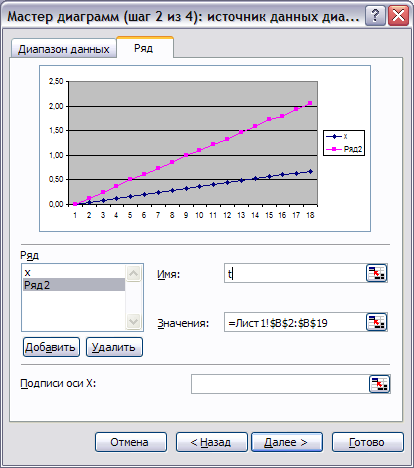 Мастер диаграмм (шаг 2 из 4): источник данных диа...
Диапазон данных
Ряд
2,50
2,00
1,50
1,00
0,50
0,00
1 2 3 4 5 6 7 8 9 10 11 12 13 14 15 16 17 18
x
Ряд2
Ряд
x
Ряд2
Имя:
t
Значения:
=Лист1!$B$2:$B$19
Добавить
Удалить
Подписи оси X:
Отмена
< Назад
Далее >
Готово